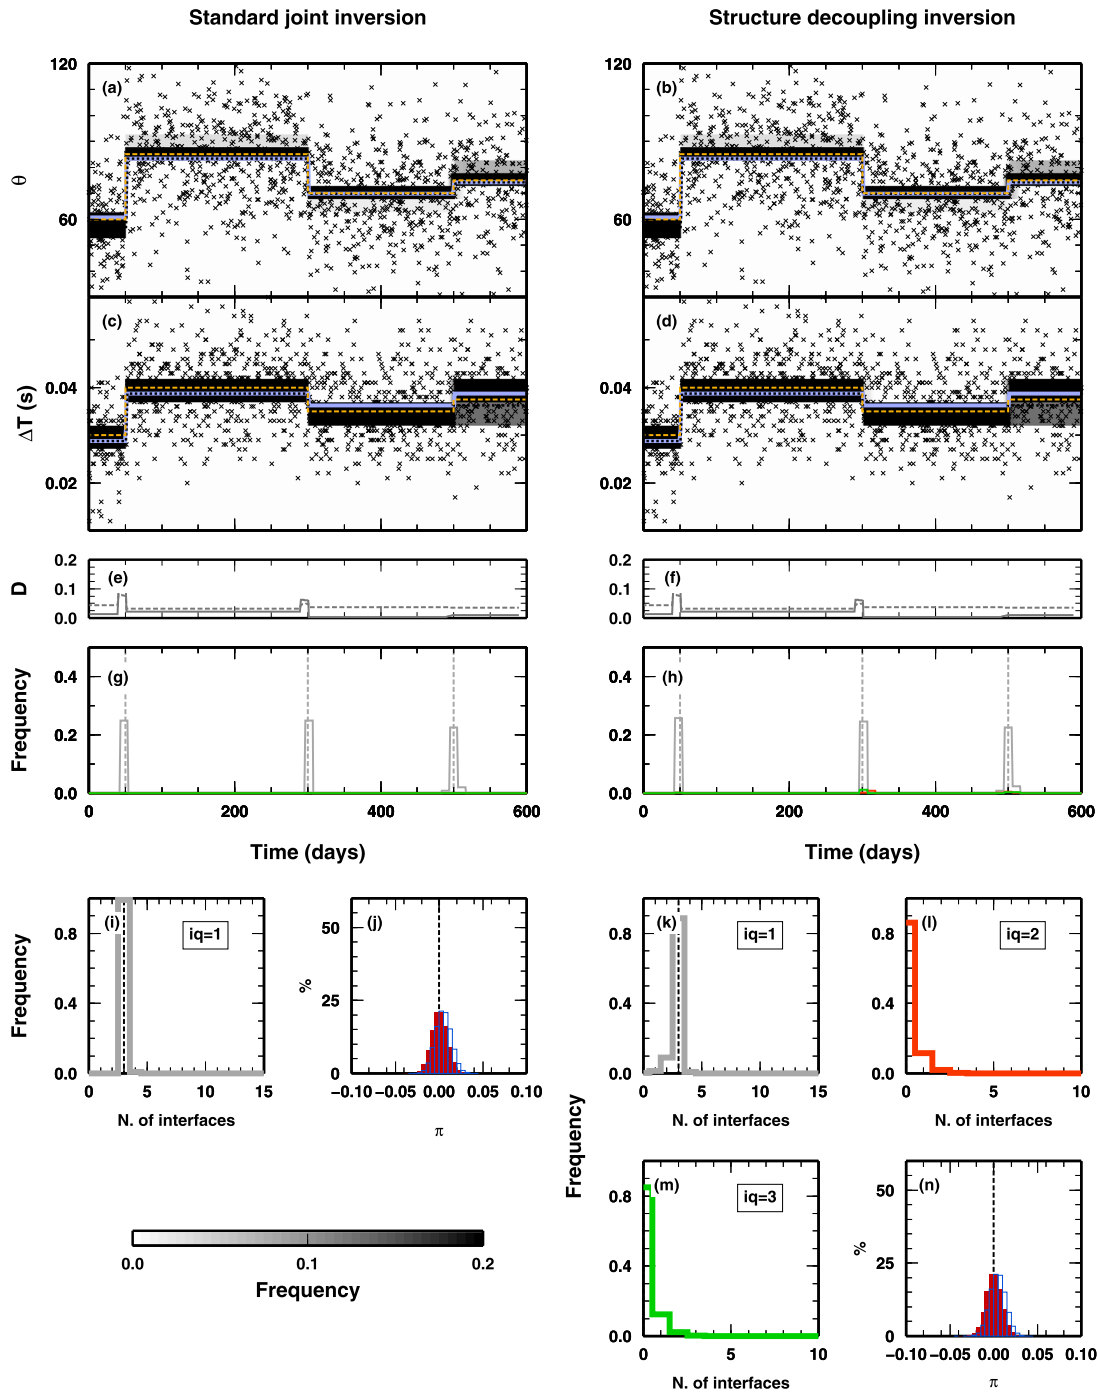 Standard joint inversion
Structure decoupling inversion
120
(a)
θ
60
120
(b)
60
(c)
0.04
ΔT (s)
0.02
(d)
0.04
0.02
0.2
(e)
D
0.1
0.0
0.2
(f)
0.1
0.0
(g)
0.4
Frequency
0.2
0.0
0 200 400 600
Time (days)
(h)
0.4
0.2
0.0
0 200 400 600
Time (days)
(i)
iq=1
0.8
Frequency
0.4
0.0
0 5 10 15
N. of interfaces
(j)
50
%
25
0
−0.10 −0.05 0.00 0.05 0.10
π
(k)
iq=1
0.8
0.4
0.0
0 5 10 15
N. of interfaces
(l)
iq=2
0.8
0.4
0.0
0 5 10
N. of interfaces
Frequency
(m)
iq=3
0.8
0.4
0.0
0 5 10
N. of interfaces
(n)
50
%
25
0
−0.10 −0.05 0.00 0.05 0.10
π
0.0 0.1 0.2
Frequency